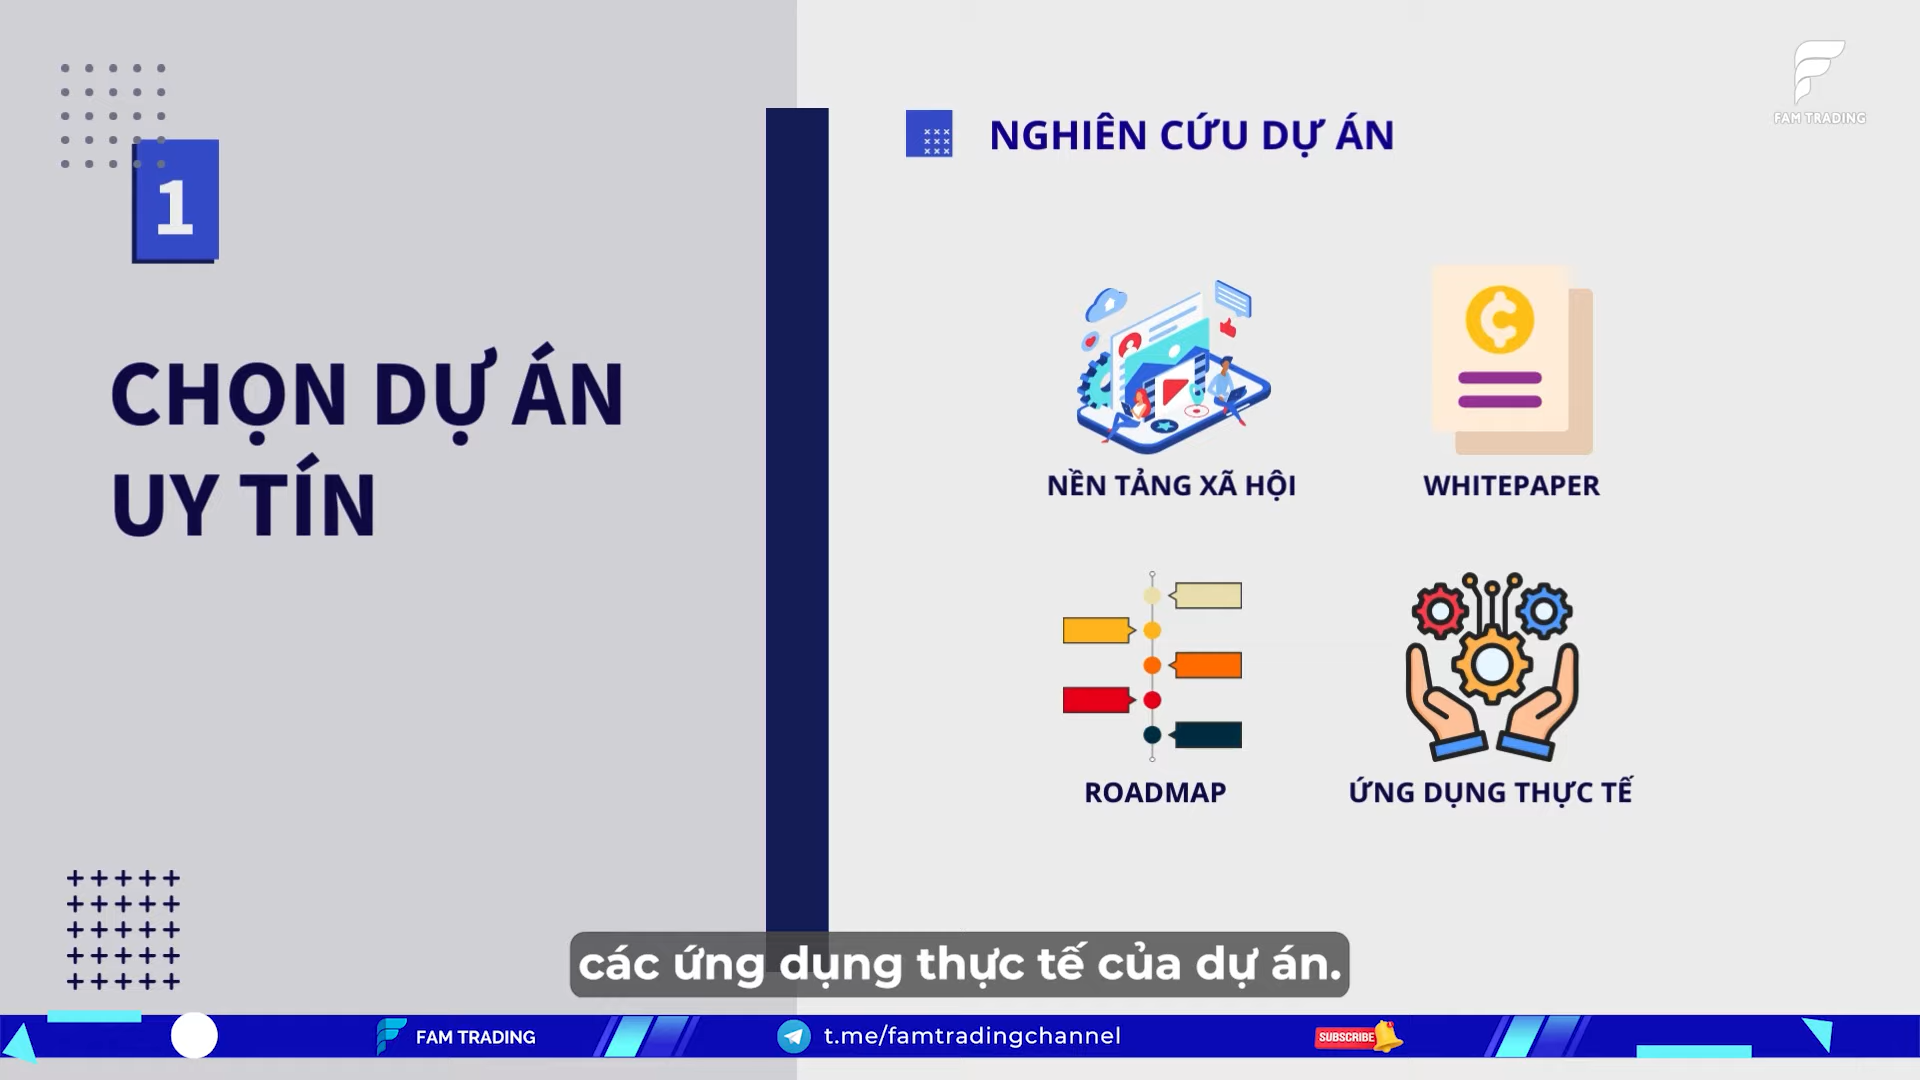 1
CHỌN DỰ ÁN
UY TÍN
NGHIÊN CỨU DỰ ÁN
FAM TRADING
NỀN TẢNG XÃ HỘI
WHITEPAPER
ROADMAP
ỨNG DỤNG THỰC TẾ
các ứng dụng thực tế của dự án.
FAM TRADING
t.me/famtradingchannel
SUBSCRIBE